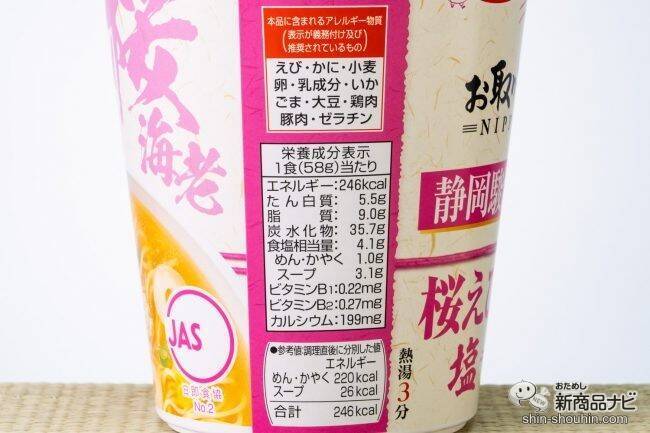 桜
海老
JAS
日即食協
No.2
本品に含まれるアレルギー物質
(表示が義務付け及び
推奨されているもの)
えび・かに・小麦
卵・乳成分・いか
ごま・大豆・鶏肉
豚肉・ゼラチン
栄養成分表示
1食(58g)当たり
エネルギー:246kcal
たん白質: 5.5g
脂質: 9.0g
炭水化物: 35.7g
食塩相当量: 4.1g
めん・かやく 1.0g
スープ 3.1g
ビタミンB1:0.22mg
ビタミンB2:0.27mg
カルシウム:199mg
●参考値:調理直後に分別した値
エネルギー
めん・かやく 220kcal
スープ 26kcal
合計 246kcal
お取り
NIP
静岡
桜え
塩
熱湯3分
おためし
NEW
新商品ナビ
shin-shouhin.com